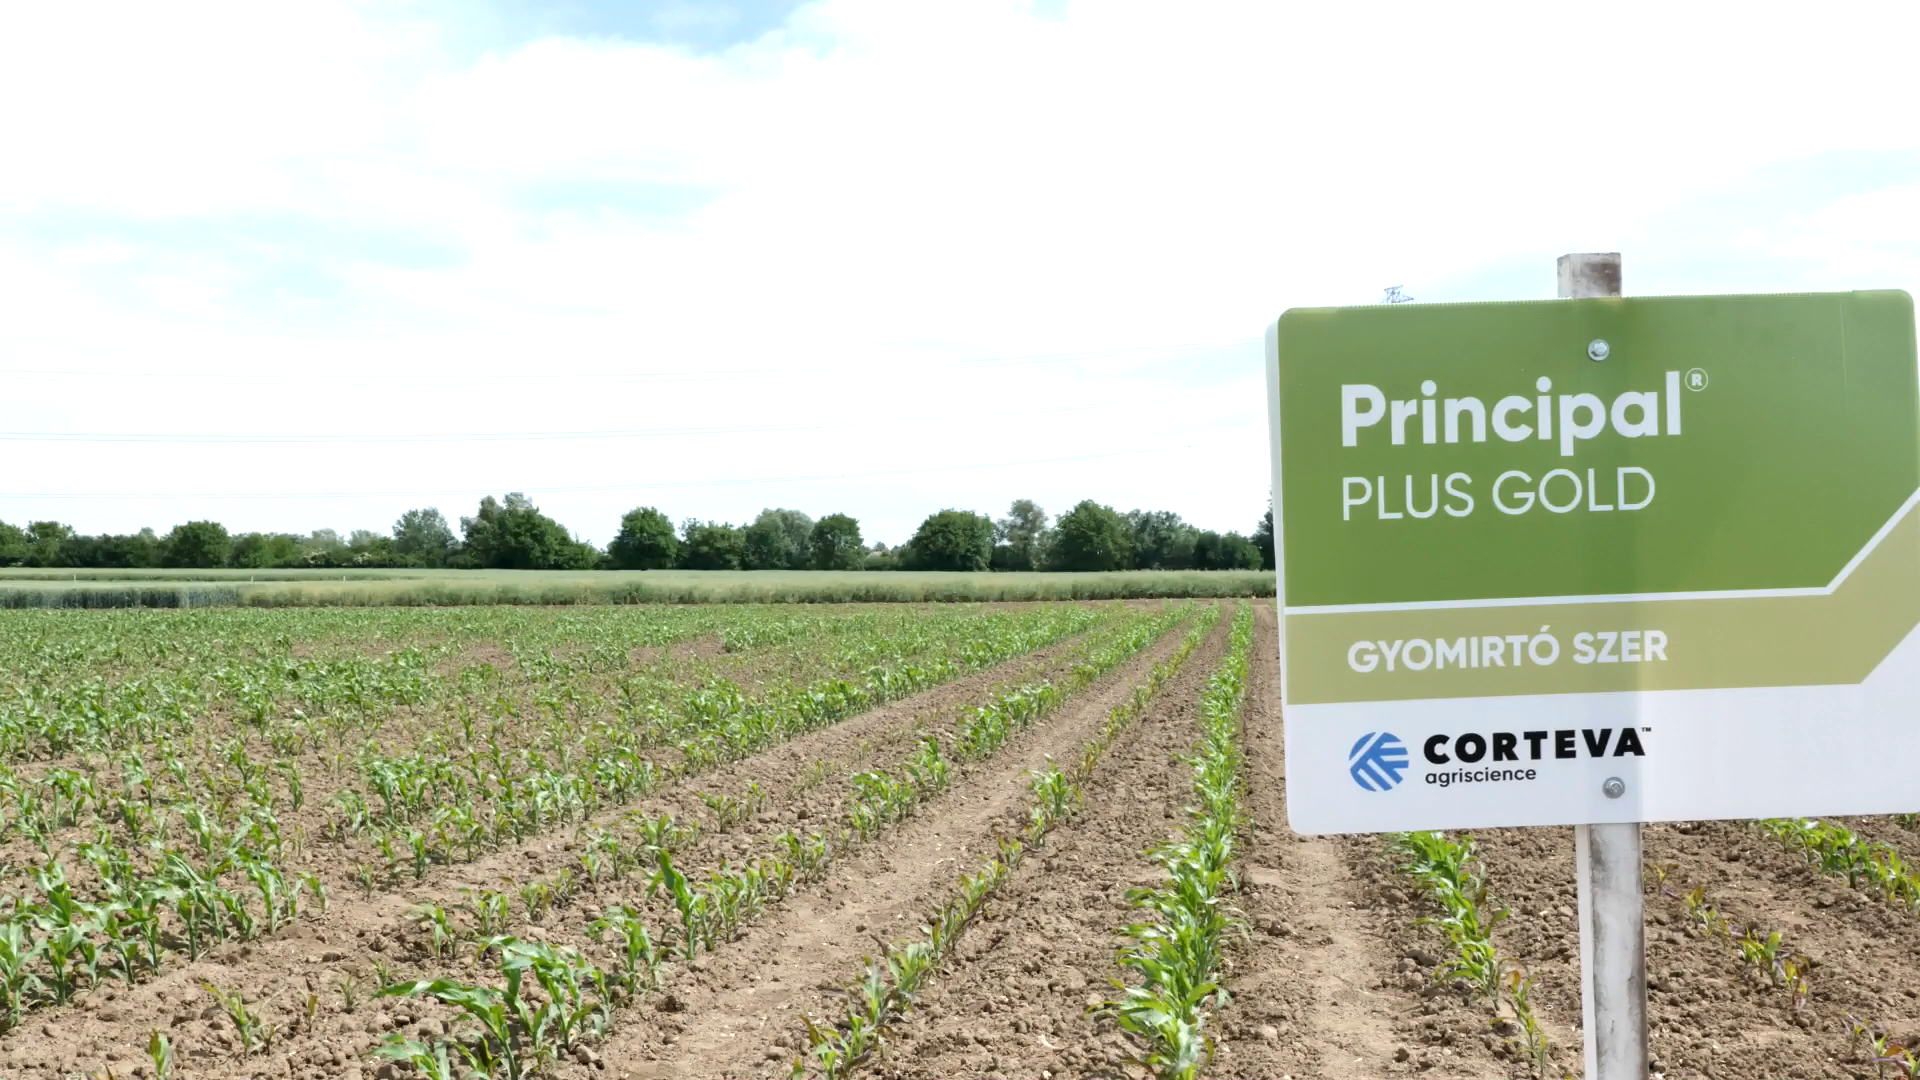 Principal®
PLUS GOLD
GYOMIRTÓ SZER
CORTEVA™
agriscience